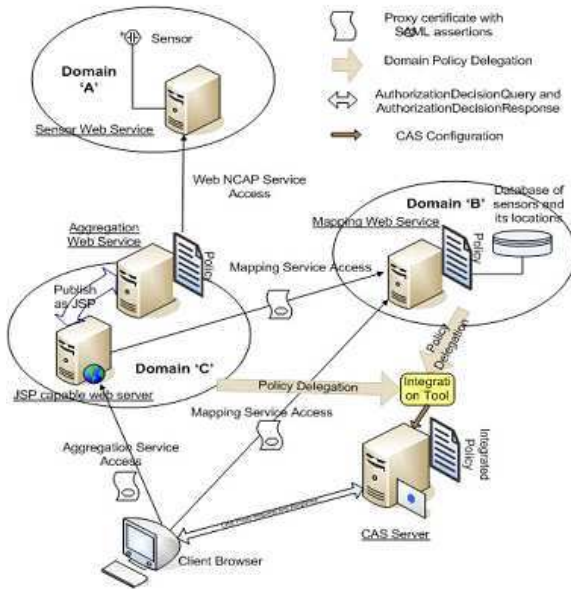 Proxy certificate with
SAML assertions
Domain Policy Delegation
AuthorizationDecisionQuery and
AuthorizationDecisionResponse
CAS Configuration
Sensor
Domain
'A'
Sensor Web Service
Web NCAP Service
Access
Aggregation
Web Service
Policy
Publish
as JSP
Domain 'C'
JSP capable web server
Mapping Service Access
Domain 'B'
Mapping Web Service
Database of
sensors and
its locations
Policy
Policy
Delegation
Policy Delegation
Integrati
on Tool
Mapping Service Access
Aggregation Service
Access
Integrated
Policy
CAS Server
Client Browser